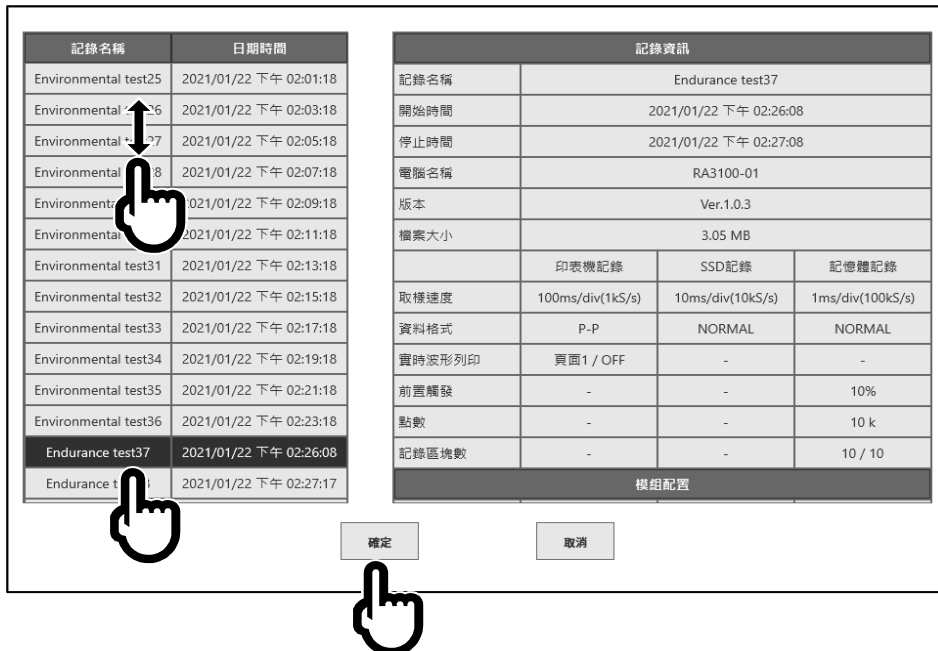 記錄名稱 日期時間
Environmental test25 2021/01/22 下午 02:01:18
Environmental 2021/01/22 下午 02:03:18
Environmental 2021/01/22 下午 02:05:18
Environmental 2021/01/22 下午 02:07:18
Environmental 2021/01/22 下午 02:09:18
Environmental 2021/01/22 下午 02:11:18
Environmental test31 2021/01/22 下午 02:13:18
Environmental test32 2021/01/22 下午 02:15:18
Environmental test33 2021/01/22 下午 02:17:18
Environmental test34 2021/01/22 下午 02:19:18
Environmental test35 2021/01/22 下午 02:21:18
Environmental test36 2021/01/22 下午 02:23:18
Endurance test37 2021/01/22 下午 02:26:08
Endurance 2021/01/22 下午 02:27:17
記錄資訊
記錄名稱 Endurance test37
開始時間 2021/01/22 下午 02:26:08
停止時間 2021/01/22 下午 02:27:08
電腦名稱 RA3100-01
版本 Ver.1.0.3
檔案大小 3.05 MB
印表機記錄 SSD記錄 記憶體記錄
取樣速度 100ms/div(1kS/s) 10ms/div(10kS/s) 1ms/div(100kS/s)
資料格式 P-P NORMAL NORMAL
實時波形列印 頁面1 / OFF - -
前置觸發 - - 10%
點數 - - 10 k
記錄區塊數 - - 10 / 10
模組配置
確定 取消